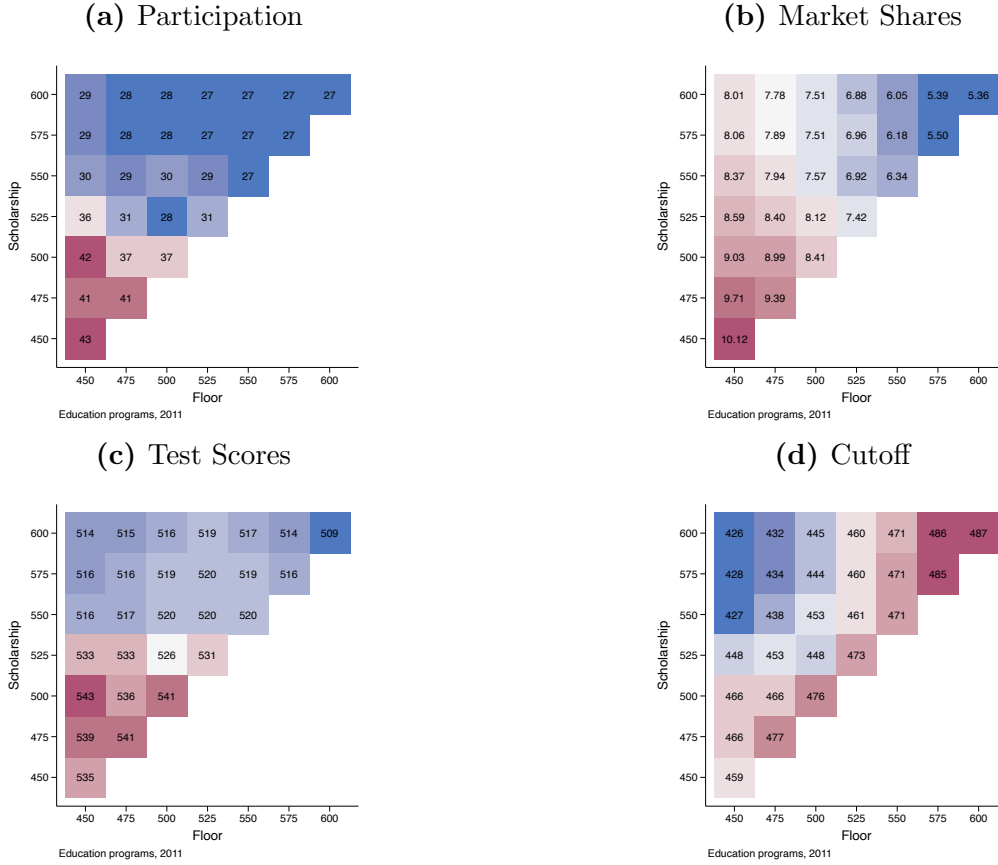 (a) Participation
600 29 28 28 27 27 27 27
575 29 28 28 27 27 27
550 30 29 30 29 27
525 36 31 28 31
500 42 37 37
475 41 41
450 43
Scholarship
450 475 500 525 550 575 600
Floor
Education programs, 2011
(b) Market Shares
600 8.01 7.78 7.51 6.88 6.05 5.39 5.36
575 8.06 7.89 7.51 6.96 6.18 5.50
550 8.37 7.94 7.57 6.92 6.34
525 8.59 8.40 8.12 7.42
500 9.03 8.99 8.41
475 9.71 9.39
450 10.12
Scholarship
450 475 500 525 550 575 600
Floor
Education programs, 2011
(c) Test Scores
600 514 515 516 519 517 514 509
575 516 516 519 520 519 516
550 516 517 520 520 520
525 533 533 526 531
500 543 536 541
475 539 541
450 535
Scholarship
450 475 500 525 550 575 600
Floor
Education programs, 2011
(d) Cutoff
600 426 432 445 460 471 486 487
575 428 434 444 460 471 485
550 427 438 453 461 471
525 448 453 448 473
500 466 466 476
475 466 477
450 459
Scholarship
450 475 500 525 550 575 600
Floor
Education programs, 2011